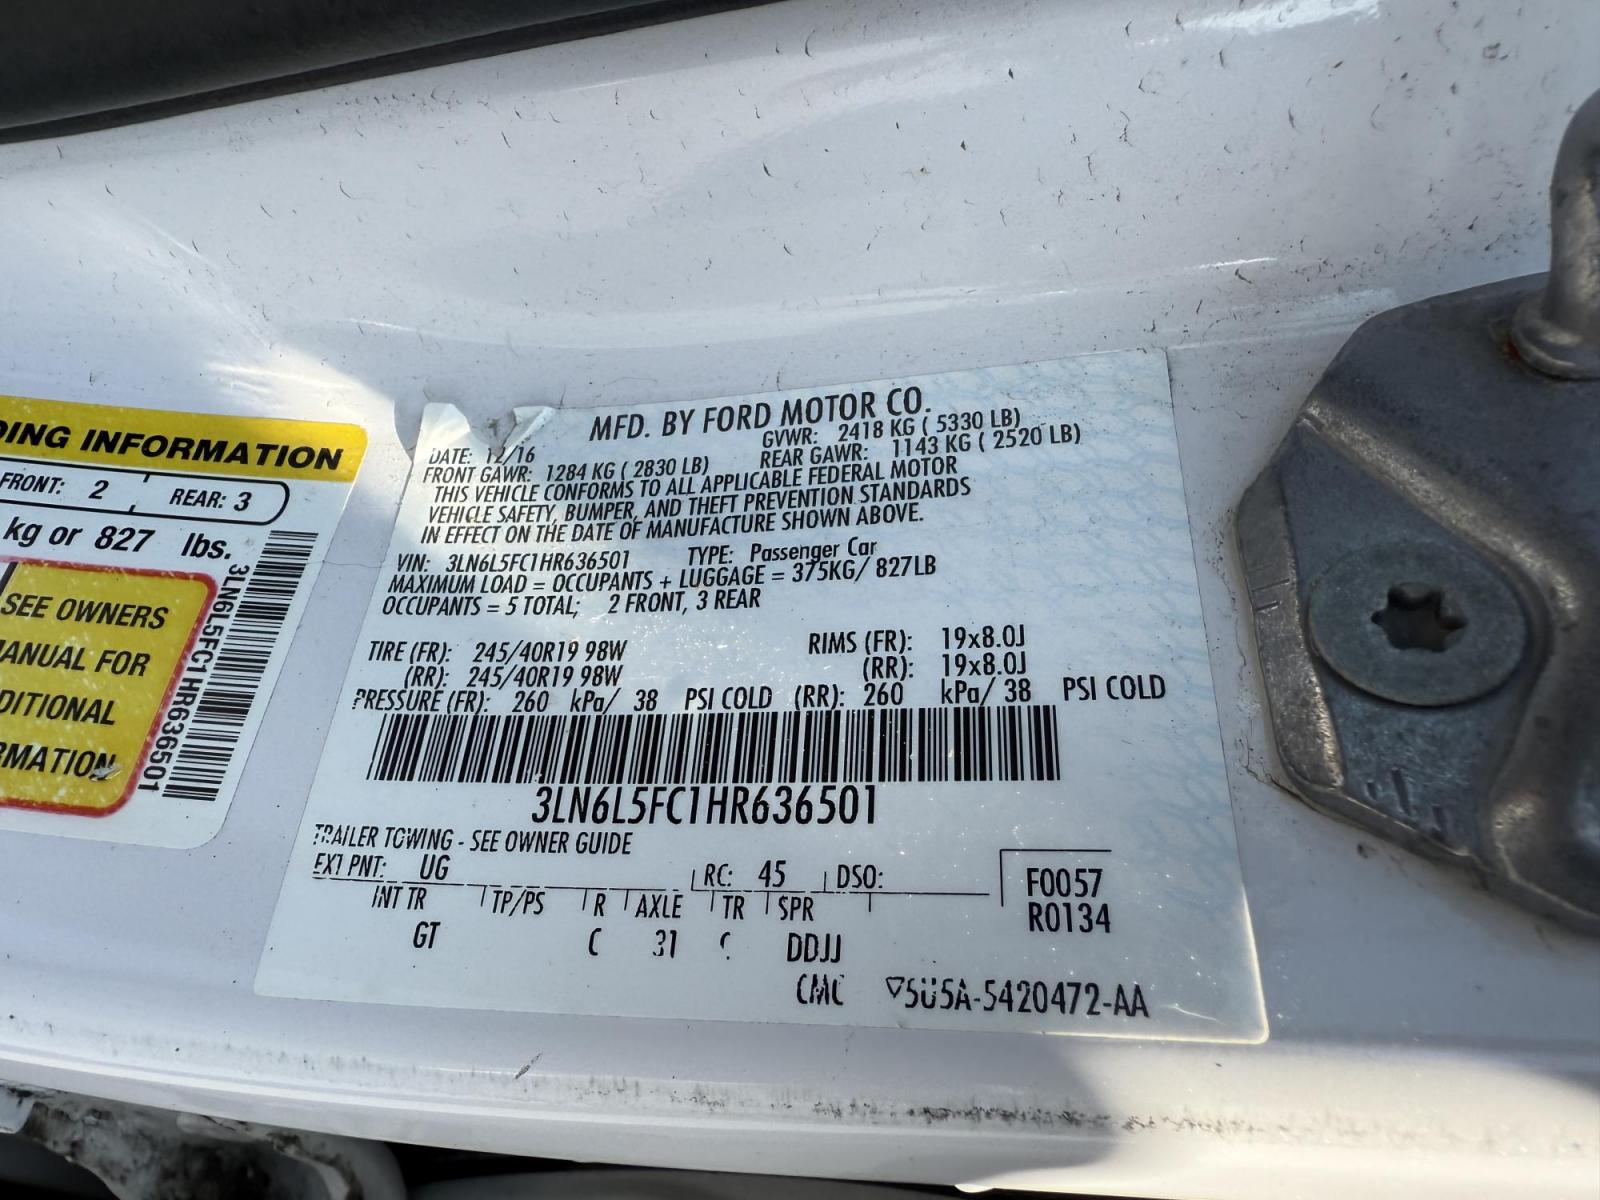 DING INFORMATION
FRONT: 2 REAR: 3
kg or 827 lbs.
SEE OWNERS
MANUAL FOR
DITIONAL
RMATION
3LN6L5FC1HR636501
MFD. BY FORD MOTOR CO.
DATE: 12/16 GVWR: 2418 KG ( 5330 LB)
FRONT GAWR: 1284 KG ( 2830 LB) REAR GAWR: 1143 KG ( 2520 LB)
THIS VEHICLE CONFORMS TO ALL APPLICABLE FEDERAL MOTOR
VEHICLE SAFETY, BUMPER, AND THEFT PREVENTION STANDARDS
IN EFFECT ON THE DATE OF MANUFACTURE SHOWN ABOVE.
VIN: 3LN6L5FC1HR636501 TYPE: Passenger Car
MAXIMUM LOAD = OCCUPANTS + LUGGAGE = 375KG/ 827LB
OCCUPANTS = 5 TOTAL; 2 FRONT, 3 REAR
TIRE (FR): 245/40R19 98W RIMS (FR): 19x8.0J
(RR): 245/40R19 98W (RR): 19x8.0J
PRESSURE (FR): 260 kPa/ 38 PSI COLD (RR): 260 kPa/ 38 PSI COLD
3LN6L5FC1HR636501
TRAILER TOWING - SEE OWNER GUIDE
EXT PNT: UG RC: 45 DSO: F0057
INT TR TP/PS R AXLE TR SPR R0134
GT C 31 C DDJJ
CMC 5U5A-5420472-AA